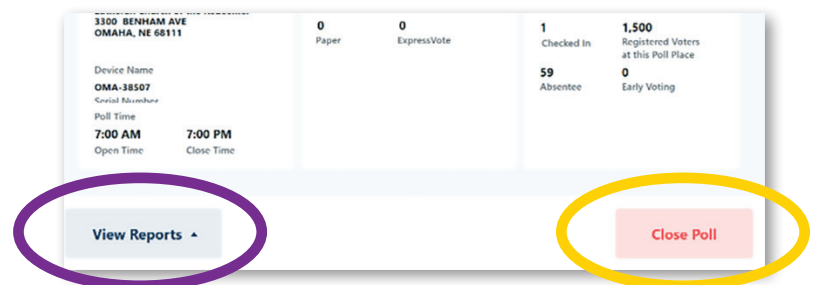 3300 BENHAM AVE
OMAHA, NE 68111
Device Name
OMA-38507
Serial Number
Poll Time
7:00 AM 7:00 PM
Open Time Close Time
0 0
Paper ExpressVote
1 1,500
Checked In Registered Voters
at this Poll Place
59 0
Absentee Early Voting
View Reports
Close Poll